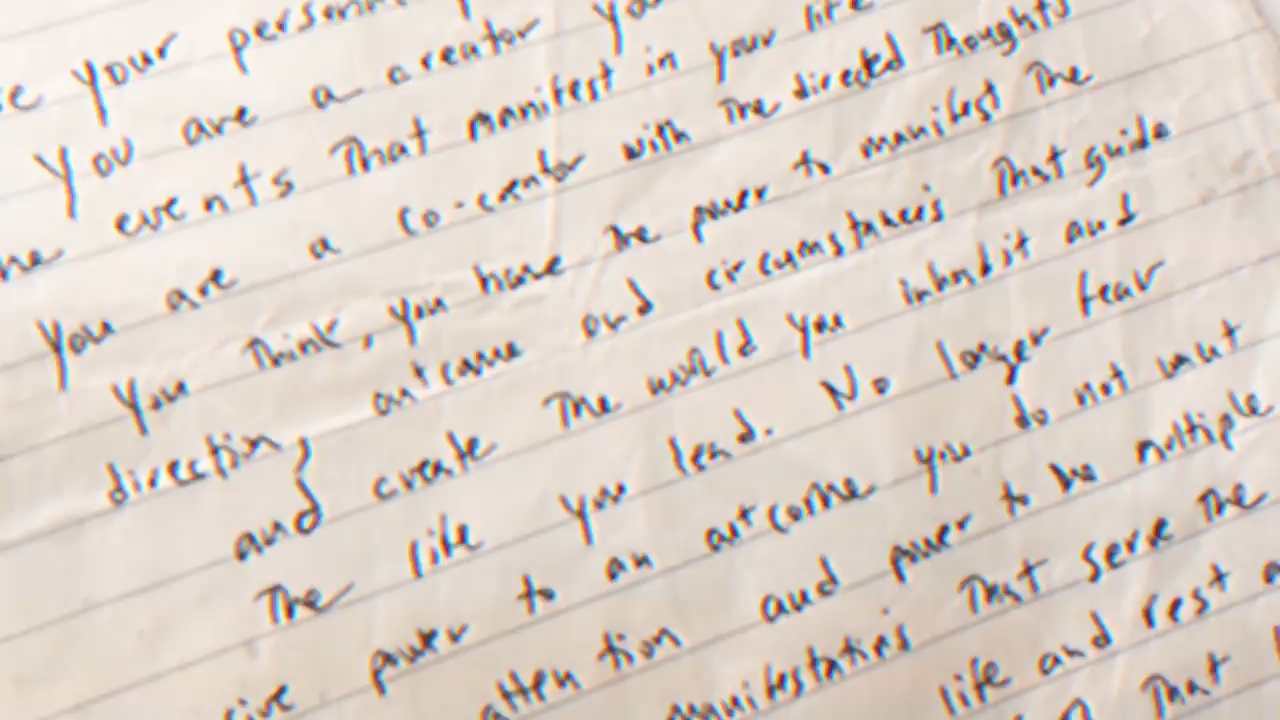 your
You are a creator you
events That manifest in your life
You are a co-creator with The directed Thoughts
You Think, you have The power to manifest The
direction, outcome and circumstances That guide
and create The world you inhabit and
The life you lead. No longer fear
power to an outcome you do not want
attention and power to The multiple
manifestations That serve The
life and rest
That